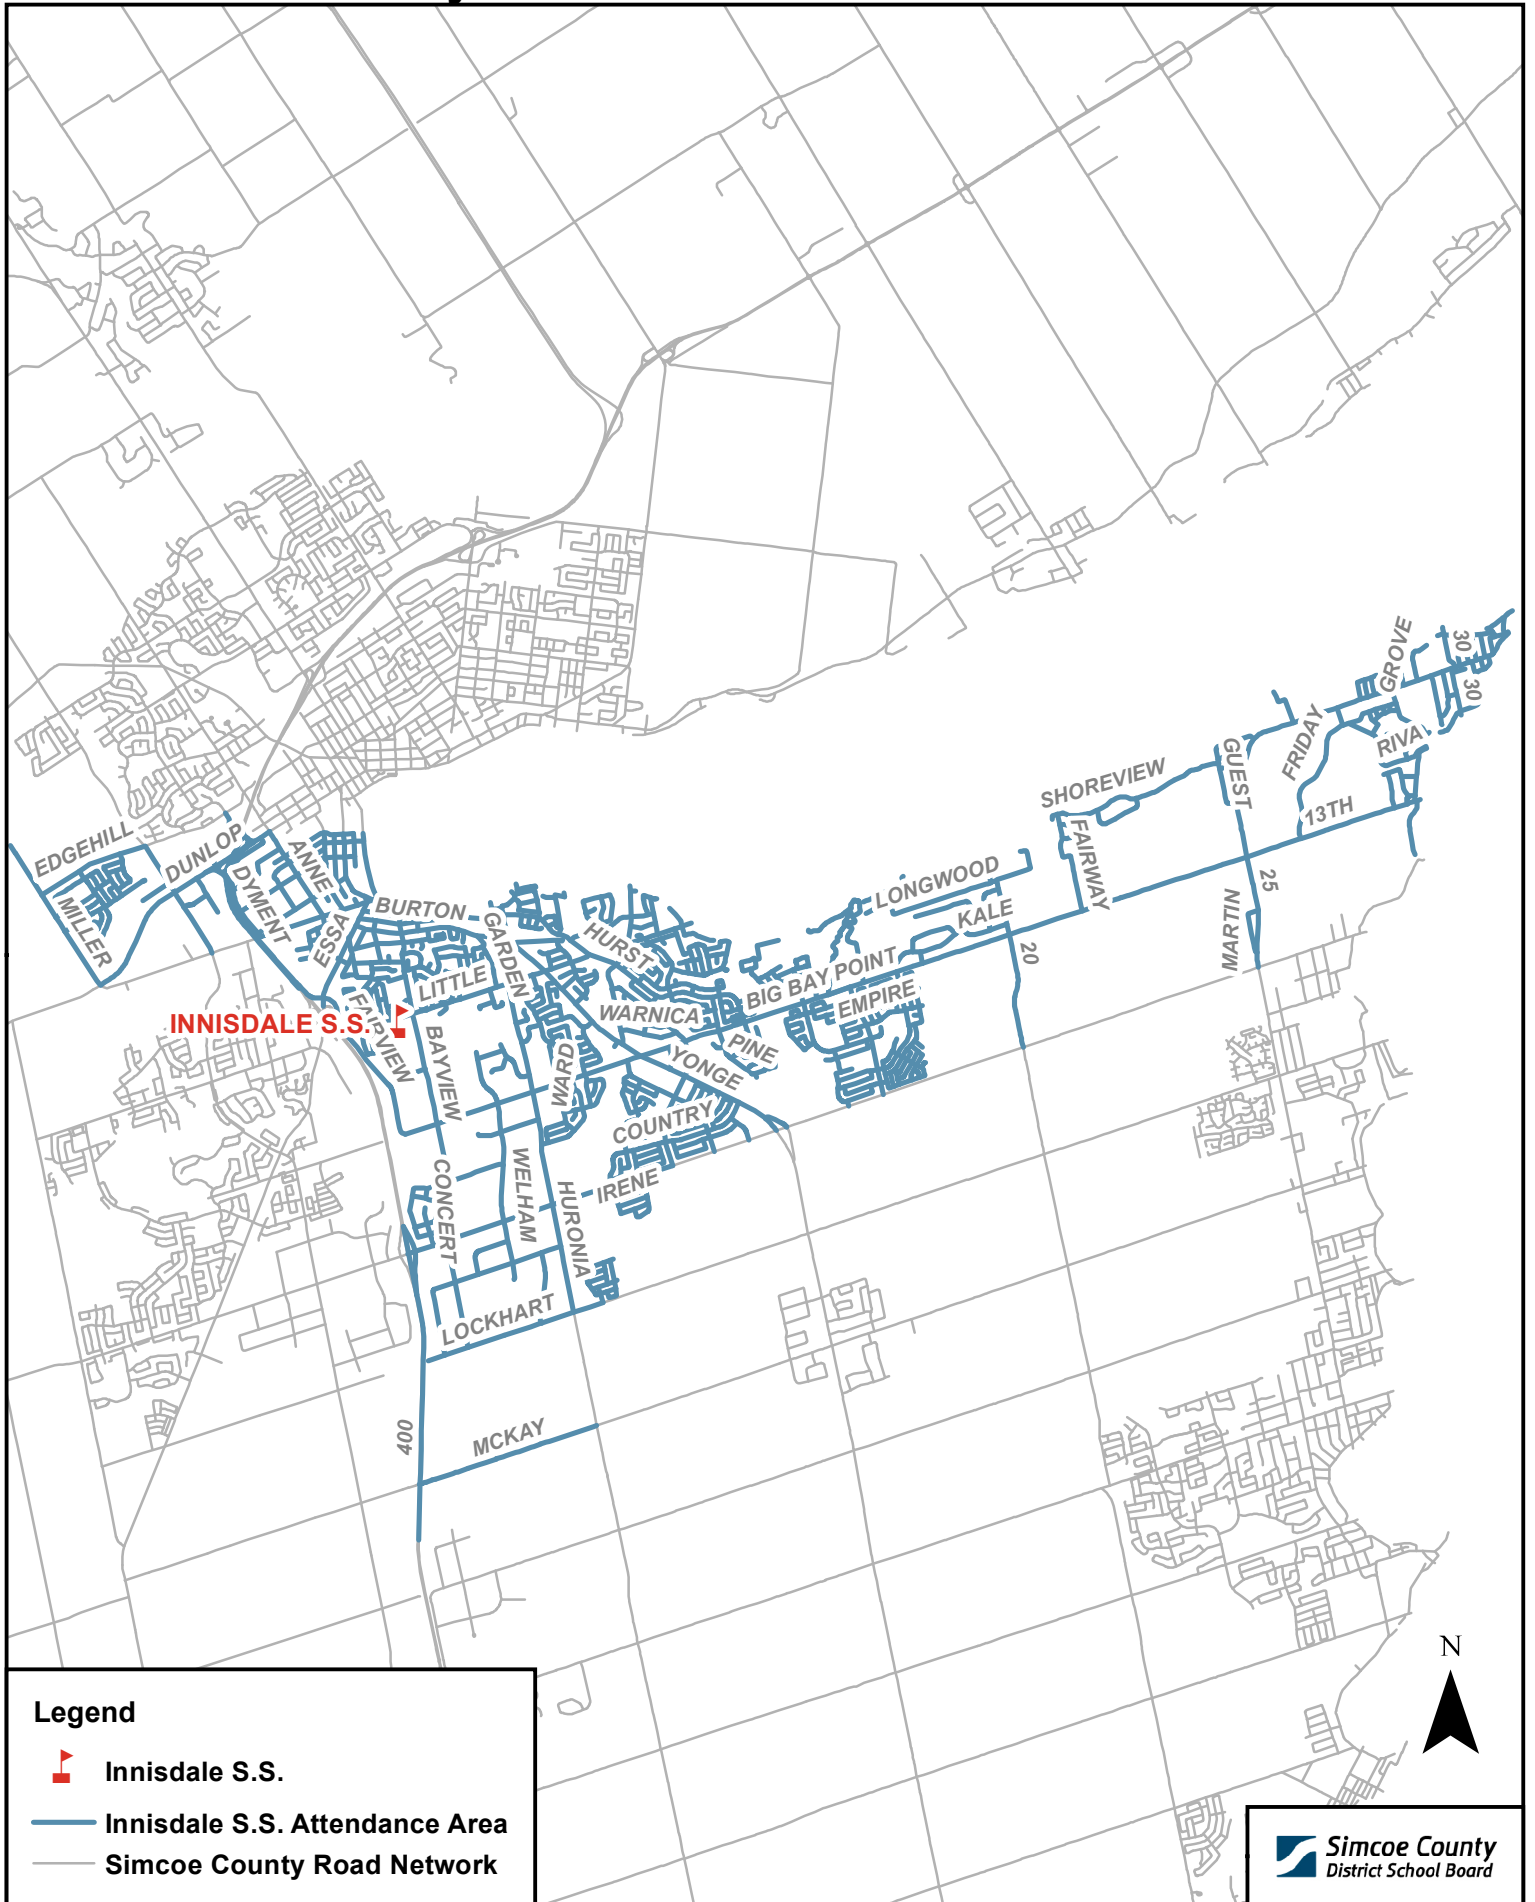 GROVE
30
30
FRIDAY
RIVA
GUEST
SHOREVIEW
13TH
FAIRWAY
EDGEHILL
DUNLOP
ANNE
DYMENT
MILLER
ESSA
BURTON
GARDEN
HURST
LONGWOOD
KALE
25
MARTIN
20
LITTLE
BIG BAY POINT
EMPIRE
INNISDALE S.S.
FAIRVIEW
WARNICA
PINE
BAYVIEW
WARD
YONGE
COUNTRY
CONCERT
WELHAM
HURONIA
IRENE
LOCKHART
400
MCKAY
N
Legend
Innisdale S.S.
Innisdale S.S. Attendance Area
Simcoe County Road Network
Simcoe County
District School Board